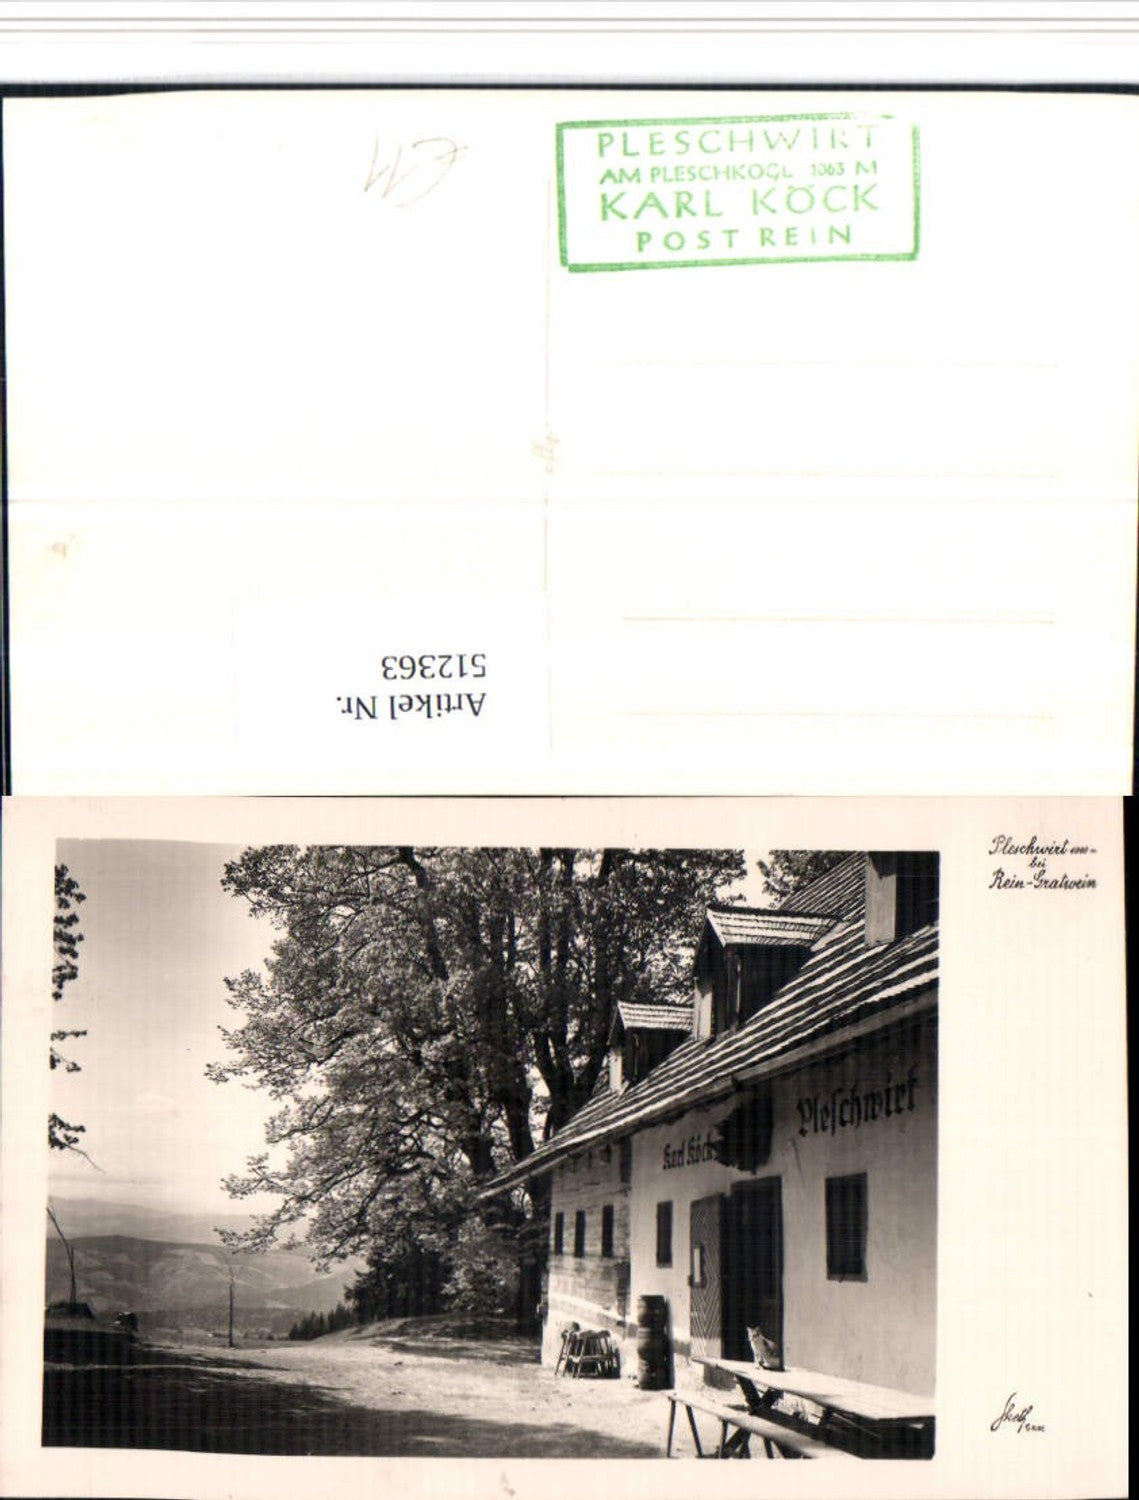 PLESCHWIRT
AM PLESCHKOGL 1063 M
KARL KÖCK
POST REIN
Artikel Nr.
512363
Pleschwirt
bei
Rein-Gratwein
Karl Köck
Pleschwirt